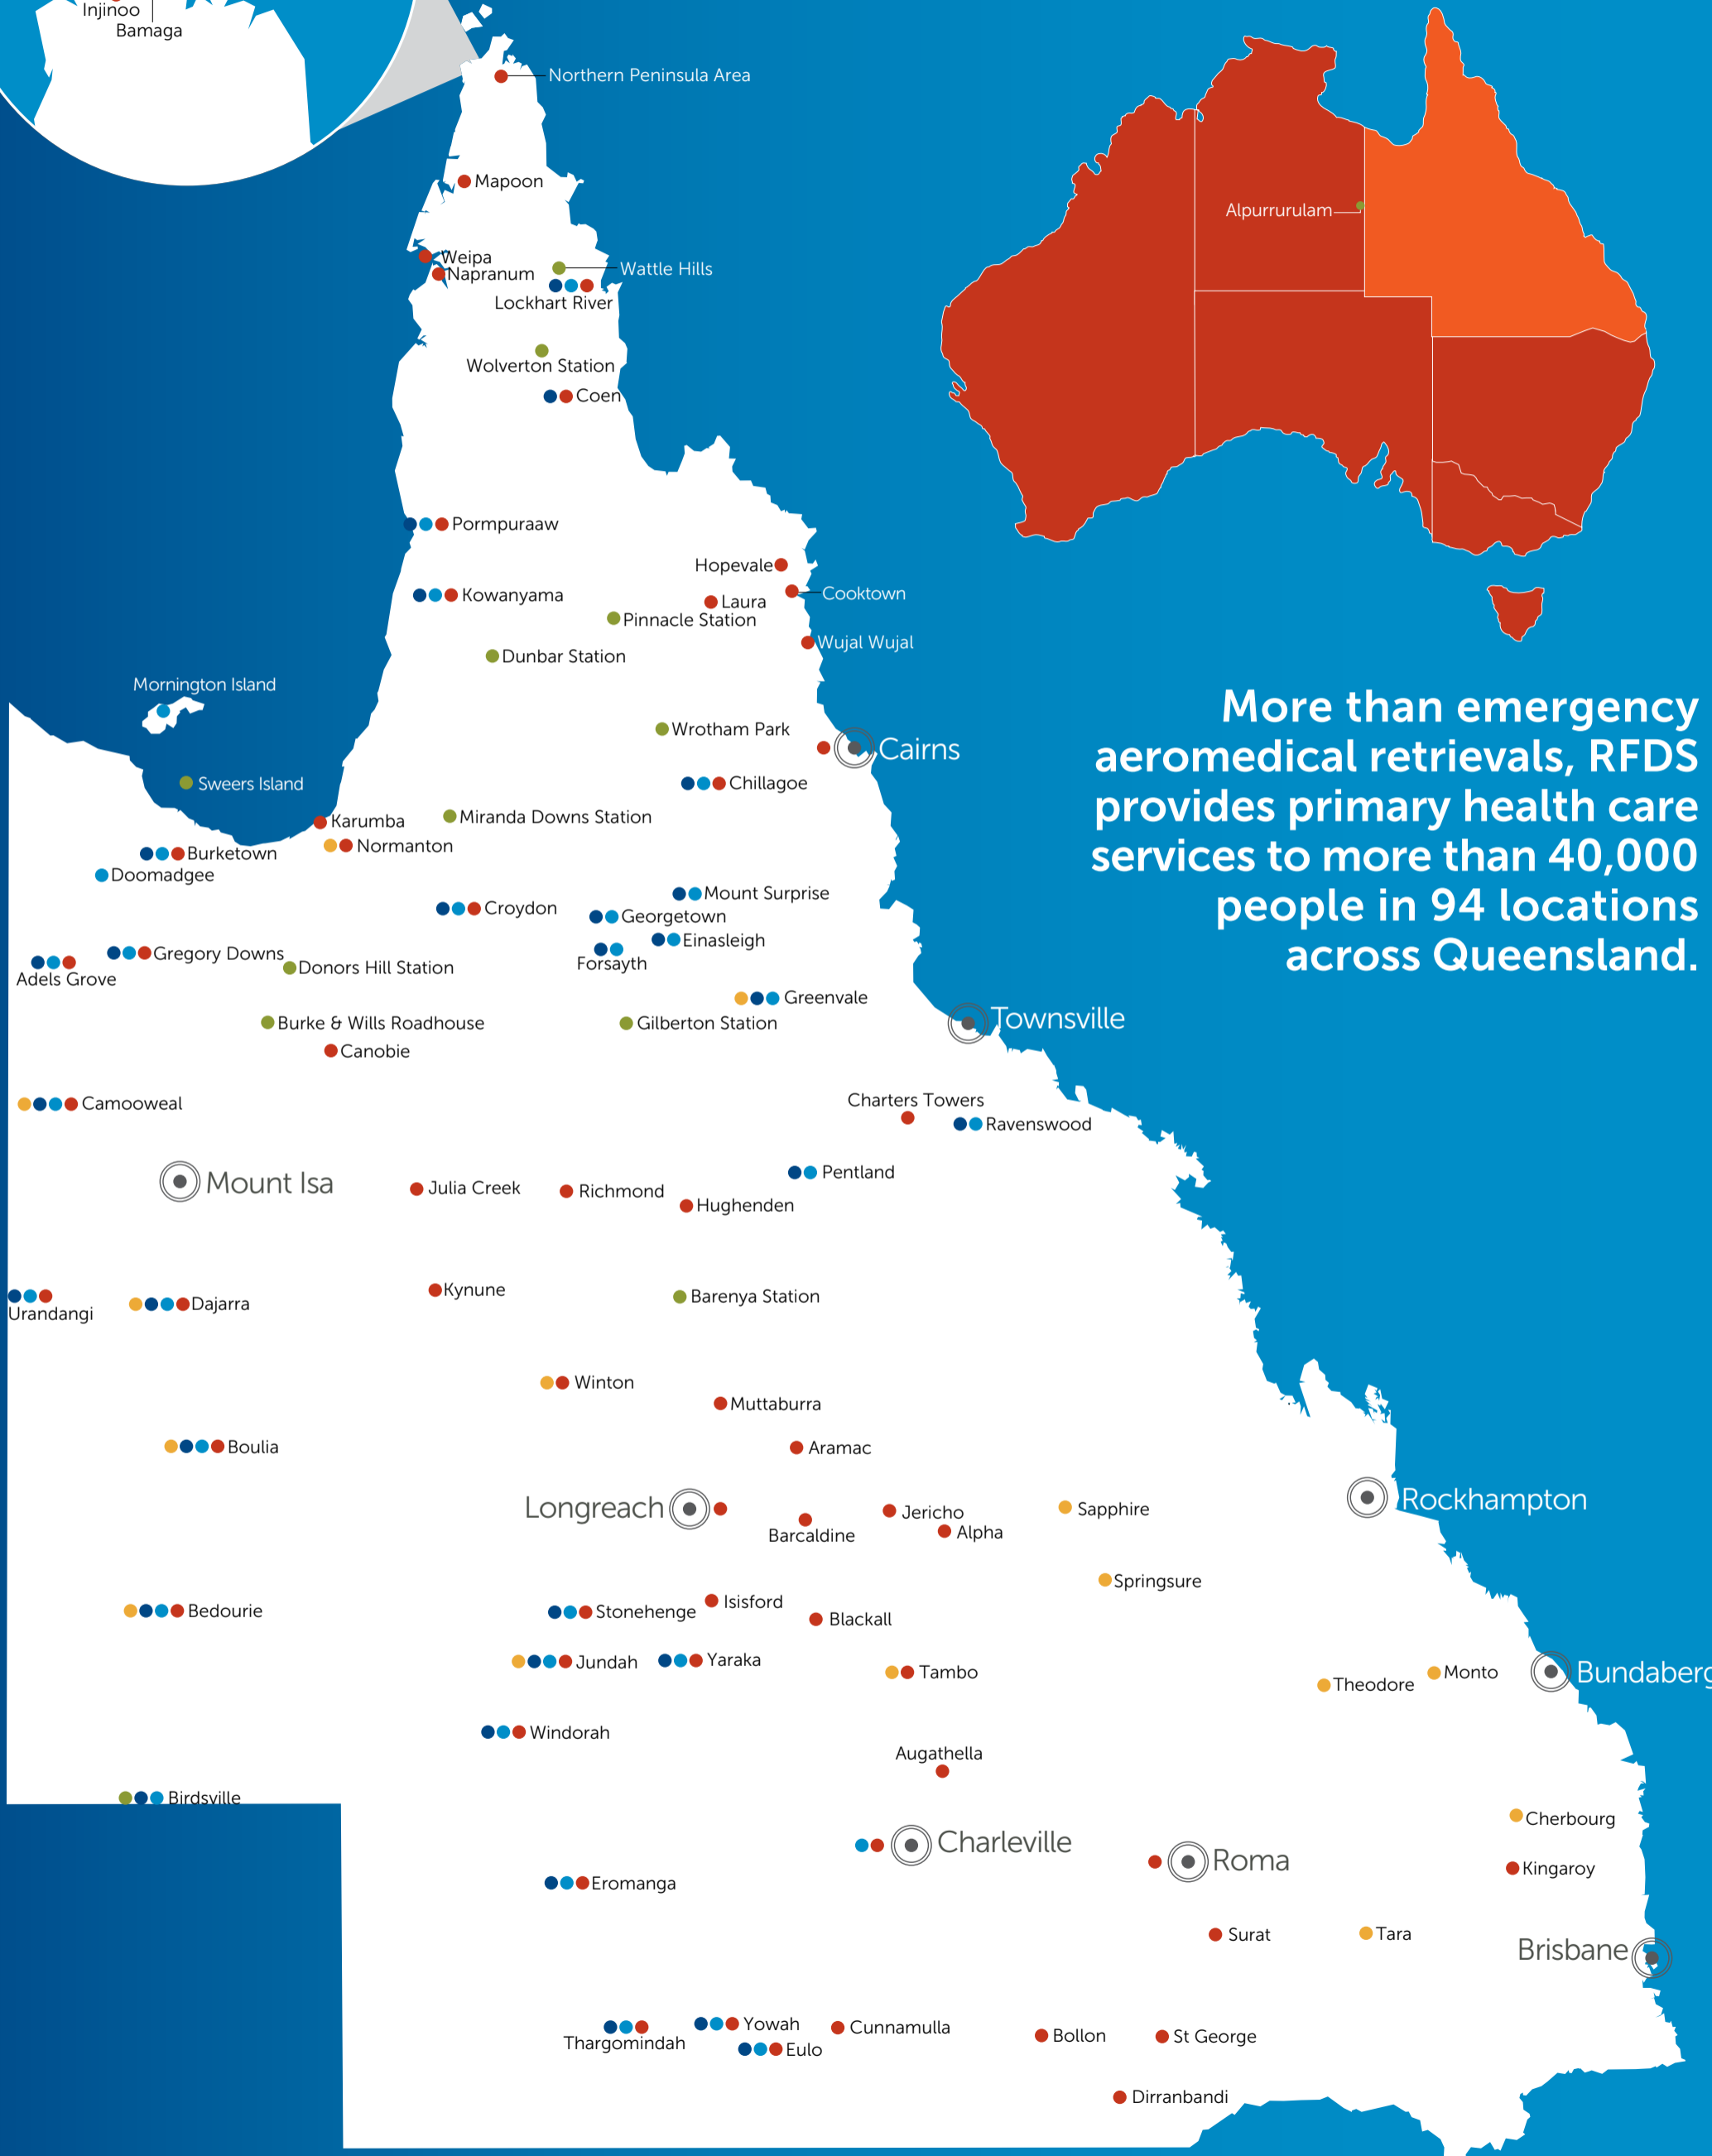 Injinoo
Bamaga
Northern Peninsula Area
Mapoon
Alpurrurulam
Weipa
Napranum
Wattle Hills
Lockhart River
Wolverton Station
Coen
Pormpuraaw
Hopevale
Kowanyama
Cooktown
Laura
Pinnacle Station
Wujal Wujal
Dunbar Station
Mornington Island
More than emergency
aeromedical retrievals, RFDS
provides primary health care
services to more than 40,000
people in 94 locations
across Queensland.
Wrotham Park
Cairns
Sweers Island
Chillagoe
Karumba
Miranda Downs Station
Normanton
Burketown
Doomadgee
Mount Surprise
Croydon
Georgetown
Einasleigh
Gregory Downs
Forsayth
Donors Hill Station
Adels Grove
Greenvale
Burke & Wills Roadhouse
Gilberton Station
Townsville
Canobie
Camooweal
Charters Towers
Ravenswood
Pentland
Mount Isa
Julia Creek
Richmond
Hughenden
Kynune
Barenya Station
Urandangi
Dajarra
Winton
Muttaburra
Boulia
Aramac
Longreach
Barcaldine
Jericho
Alpha
Sapphire
Rockhampton
Springsure
Bedourie
Stonehenge
Isisford
Blackall
Jundah
Yaraka
Tambo
Theodore
Monto
Bundaberg
Windorah
Augathella
Birdsville
Cherbourg
Charleville
Roma
Kingaroy
Eromanga
Surat
Tara
Brisbane
Thargomindah
Yowah
Eulo
Cunnamulla
Bollon
St George
Dirranbandi